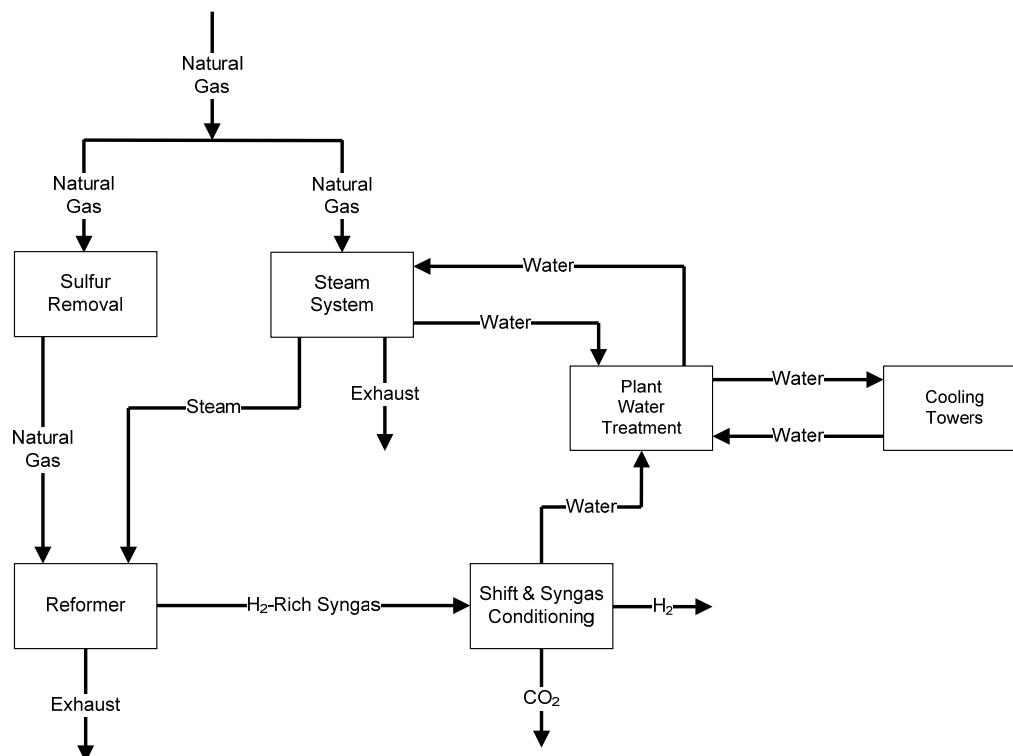 Natural
Gas
Natural
Gas
Natural
Gas
Sulfur
Removal
Steam
System
Water
Water
Exhaust
Steam
Plant
Water
Treatment
Water
Water
Cooling
Towers
Natural
Gas
Water
Reformer
H₂-Rich Syngas
Shift & Syngas
Conditioning
H₂
Exhaust
CO₂